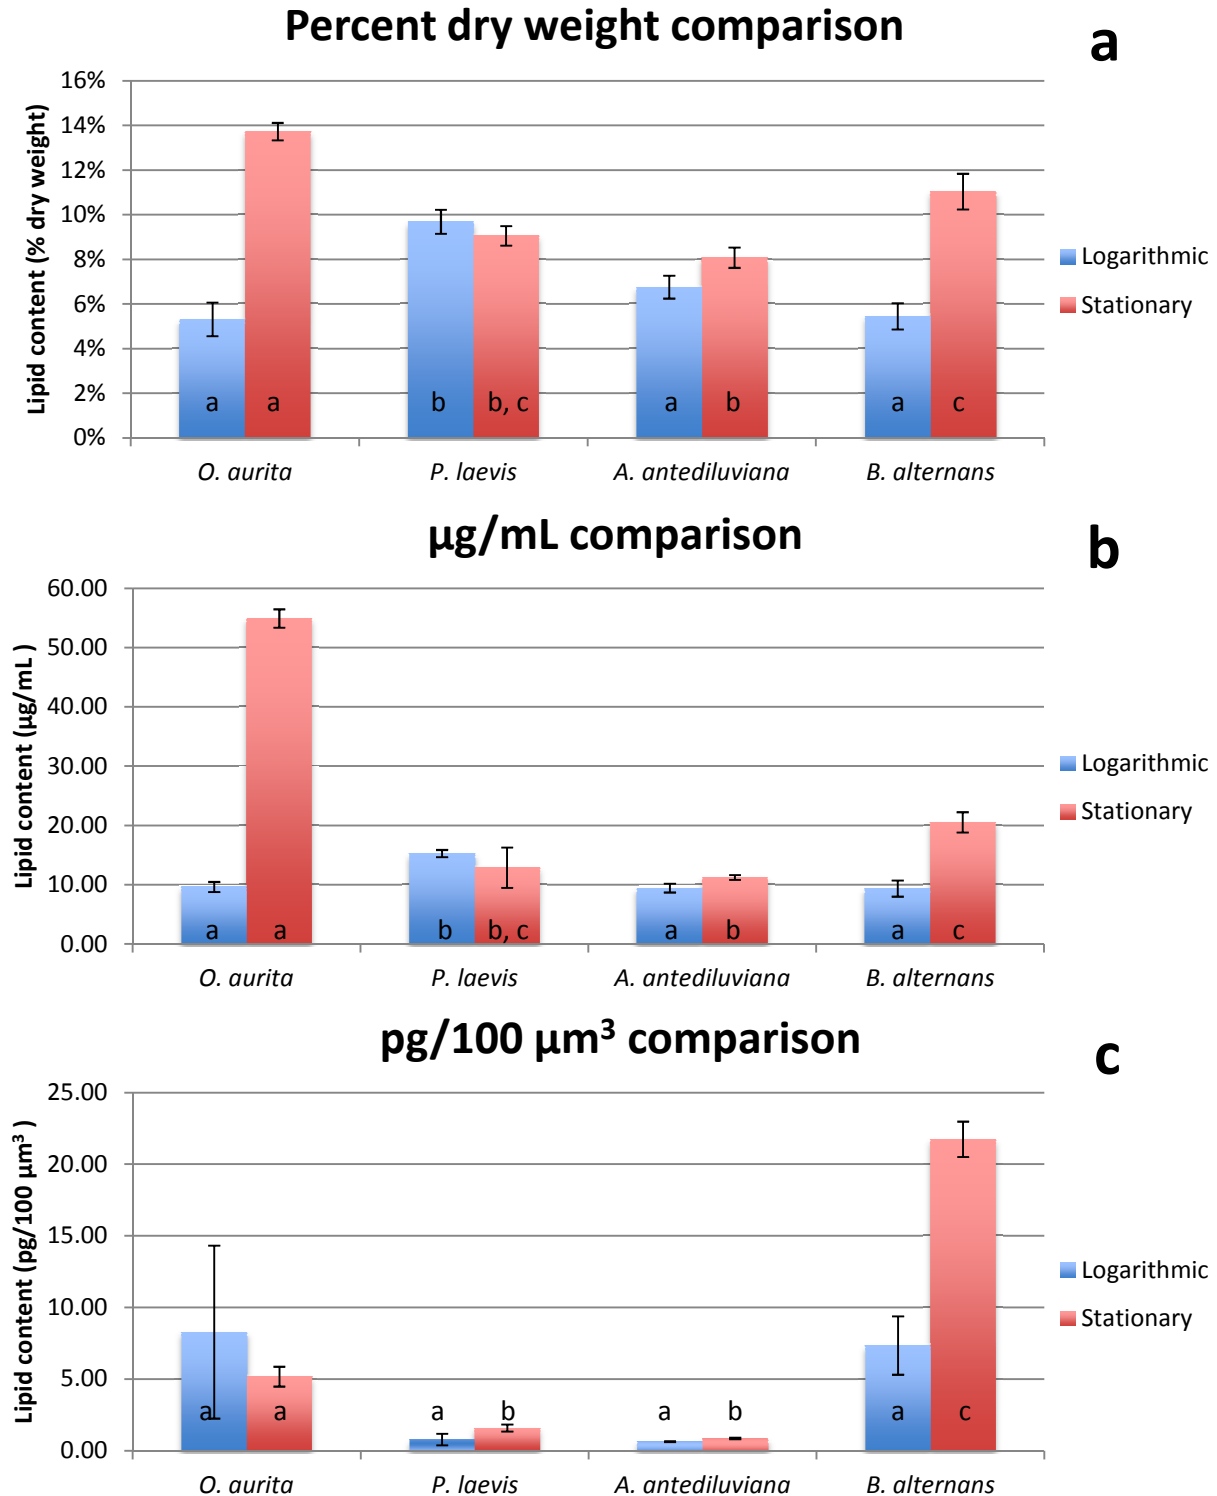 Percent dry weight comparison
a
Lipid content (% dry weight)
16%
14%
12%
10%
8%
6%
4%
2%
0%
a a b b, c a b a c
O. aurita P. laevis A. antediluviana B. alternans
Logarithmic
Stationary
µg/mL comparison
b
Lipid content (µg/mL )
60.00
50.00
40.00
30.00
20.00
10.00
0.00
a a b b, c a b a c
O. aurita P. laevis A. antediluviana B. alternans
Logarithmic
Stationary
pg/100 µm³ comparison
c
Lipid content (pg/100 µm³ )
25.00
20.00
15.00
10.00
5.00
0.00
a a a b a b a c
O. aurita P. laevis A. antediluviana B. alternans
Logarithmic
Stationary